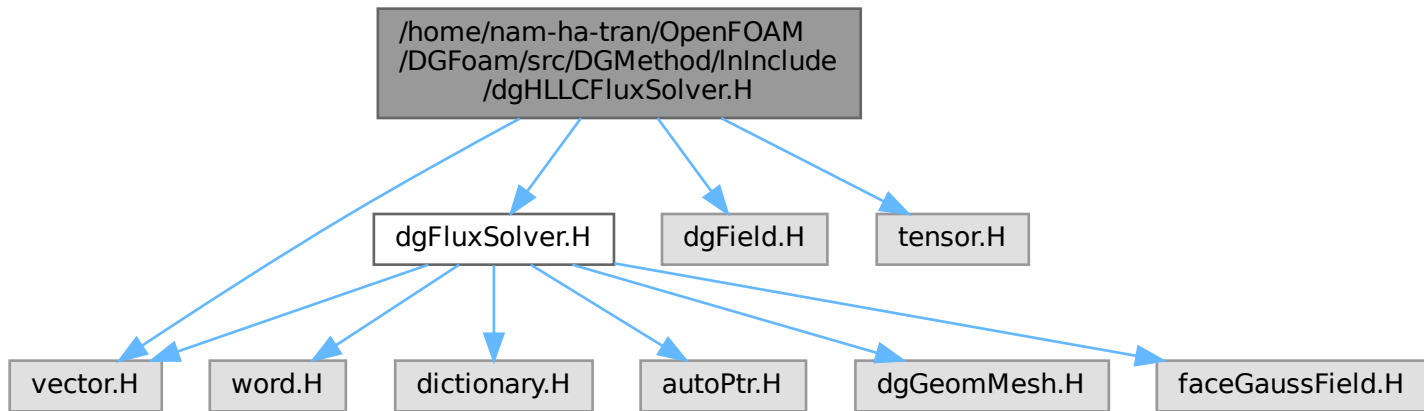 /home/nam-ha-tran/OpenFOAM
/DGFoam/src/DGMethod/lnInclude
/dgHLLCFluxSolver.H
dgFluxSolver.H
dgField.H
tensor.H
vector.H
word.H
dictionary.H
autoPtr.H
dgGeomMesh.H
faceGaussField.H